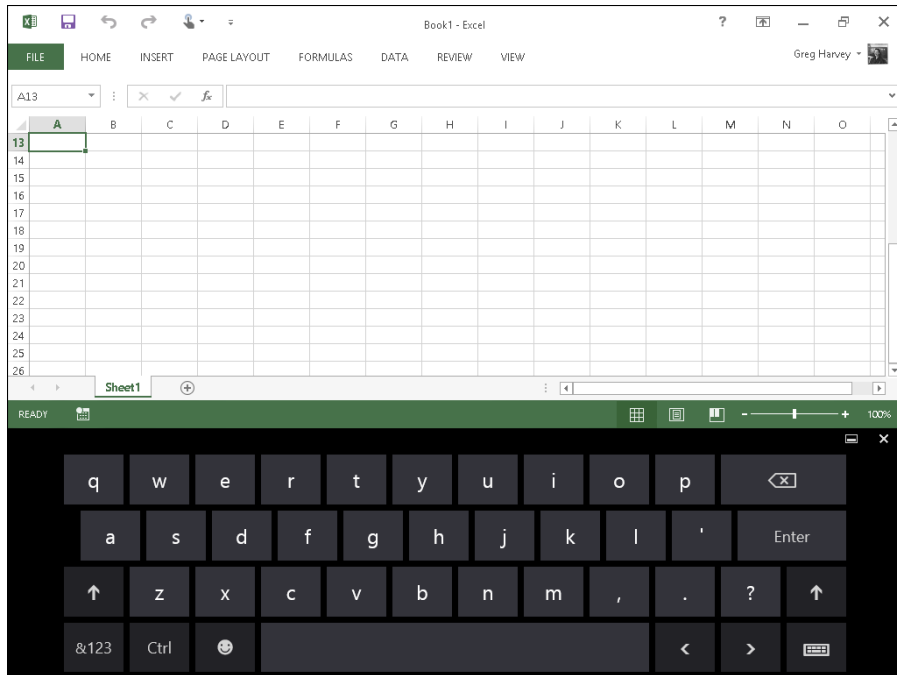 Book1 - Excel ?
FILE HOME INSERT PAGE LAYOUT FORMULAS DATA REVIEW VIEW Greg Harvey
A13 fx
A B C D E F G H I J K L M N O
13
14
15
16
17
18
19
20
21
22
23
24
25
26
Sheet1
READY 100%
q w e r t y u i o p
a s d f g h j k l ' Enter
z x c v b n m , . ?
&123 Ctrl < >